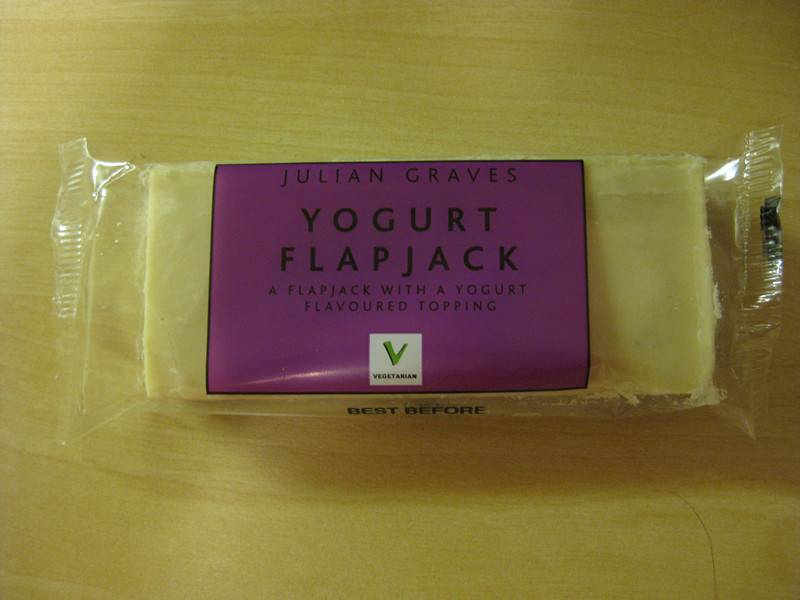 JULIAN GRAVES
YOGURT
FLAPJACK
A FLAPJACK WITH A YOGURT
FLAVOURED TOPPING
V
VEGETARIAN
BEST BEFORE